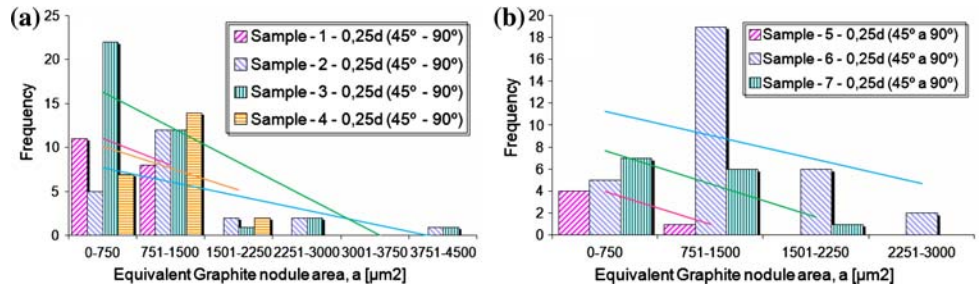 (a)
25
20
15
10
5
0
Frequency
Sample - 1 - 0,25d (45º - 90º)
Sample - 2 - 0,25d (45º - 90º)
Sample - 3 - 0,25d (45º - 90º)
Sample - 4 - 0,25d (45º - 90º)
0-750 751-1500 1501-2250 2251-3000 3001-3750 3751-4500
Equivalent Graphite nodule area, a [µm2]
(b)
20
18
16
14
12
10
8
6
4
2
0
Frequency
Sample - 5 - 0,25d (45º a 90º)
Sample - 6 - 0,25d (45º a 90º)
Sample - 7 - 0,25d (45º a 90º)
0-750 751-1500 1501-2250 2251-3000
Equivalent Graphite nodule area, a [µm2]